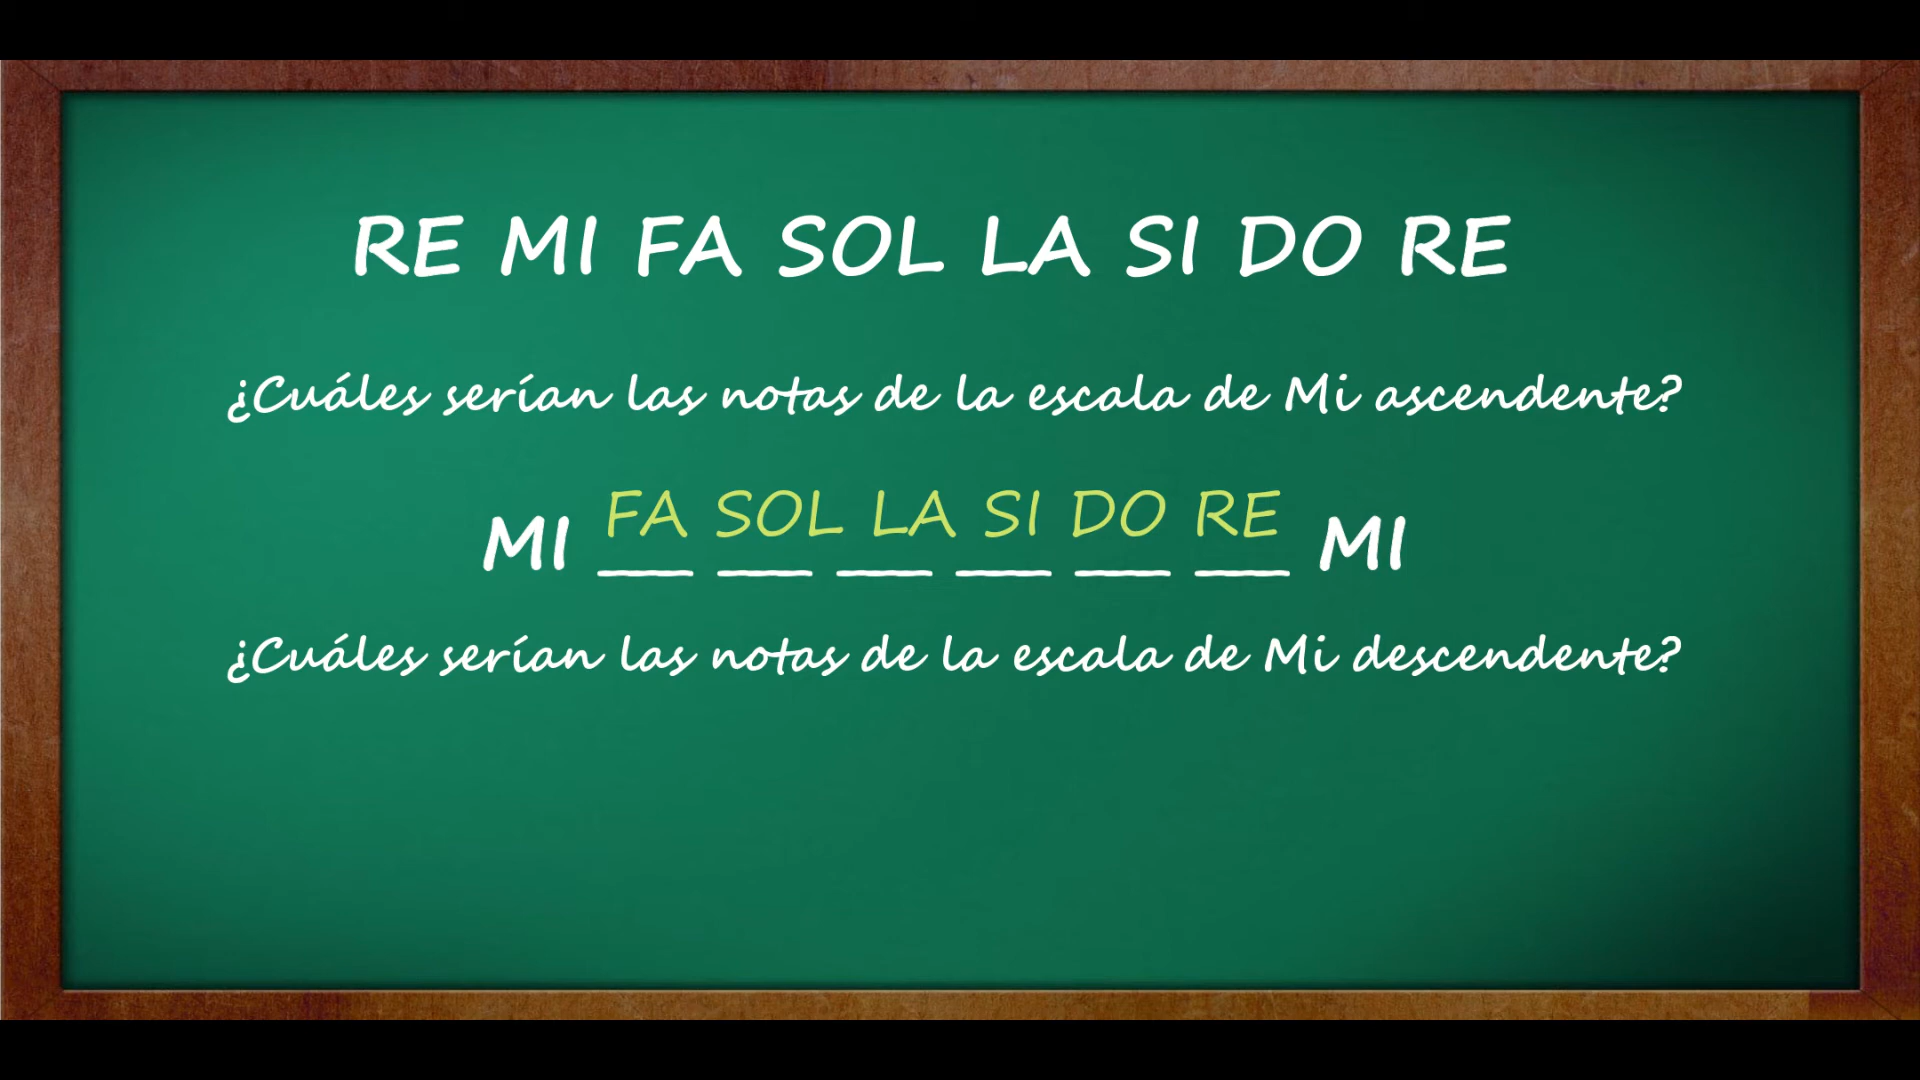 RE MI FA SOL LA SI DO RE
¿Cuáles serían las notas de la escala de Mi ascendente?
MI FA SOL LA SI DO RE MI
¿Cuáles serían las notas de la escala de Mi descendente?